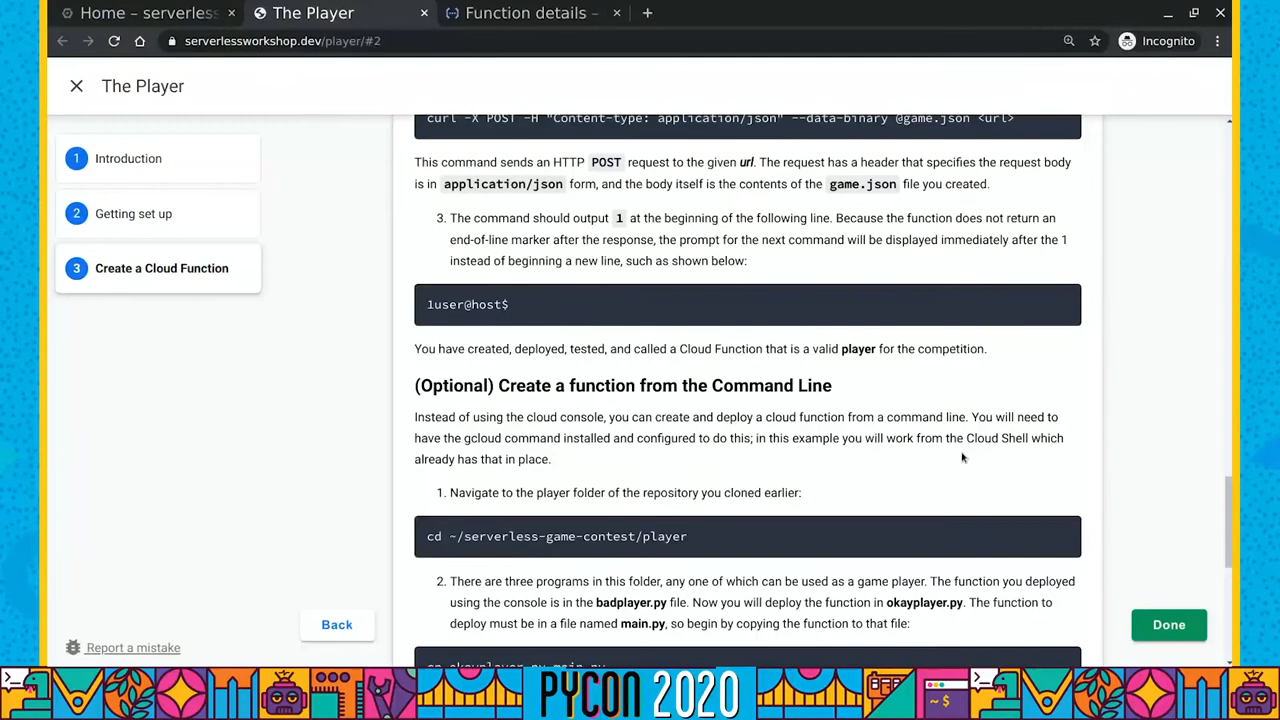 Home – serverless
The Player
Function details –
serverlessworkshop.dev/player/#2
Incognito
The Player
1 Introduction
2 Getting set up
3 Create a Cloud Function
curl -X POST -H "Content-type: application/json" --data-binary @game.json <url>
This command sends an HTTP POST request to the given url. The request has a header that specifies the request body
is in application/json form, and the body itself is the contents of the game.json file you created.
3. The command should output 1 at the beginning of the following line. Because the function does not return an
end-of-line marker after the response, the prompt for the next command will be displayed immediately after the 1
instead of beginning a new line, such as shown below:
1user@host$
You have created, deployed, tested, and called a Cloud Function that is a valid player for the competition.
(Optional) Create a function from the Command Line
Instead of using the cloud console, you can create and deploy a cloud function from a command line. You will need to
have the gcloud command installed and configured to do this; in this example you will work from the Cloud Shell which
already has that in place.
1. Navigate to the player folder of the repository you cloned earlier:
cd ~/serverless-game-contest/player
2. There are three programs in this folder, any one of which can be used as a game player. The function you deployed
using the console is in the badplayer.py file. Now you will deploy the function in okayplayer.py. The function to
deploy must be in a file named main.py, so begin by copying the function to that file:
cp okayplayer.py main.py
Back
Done
Report a mistake
PYCON 2020
~ $